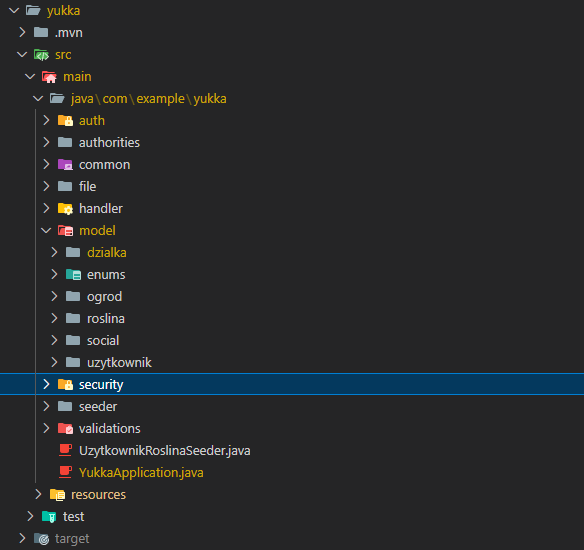 yukka
.mvn
src
main
java\com\example\yukka
auth
authorities
common
file
handler
model
dzialka
enums
ogrod
roslina
social
uzytkownik
security
seeder
validations
UzytkownikRoslinaSeeder.java
YukkaApplication.java
resources
test
target